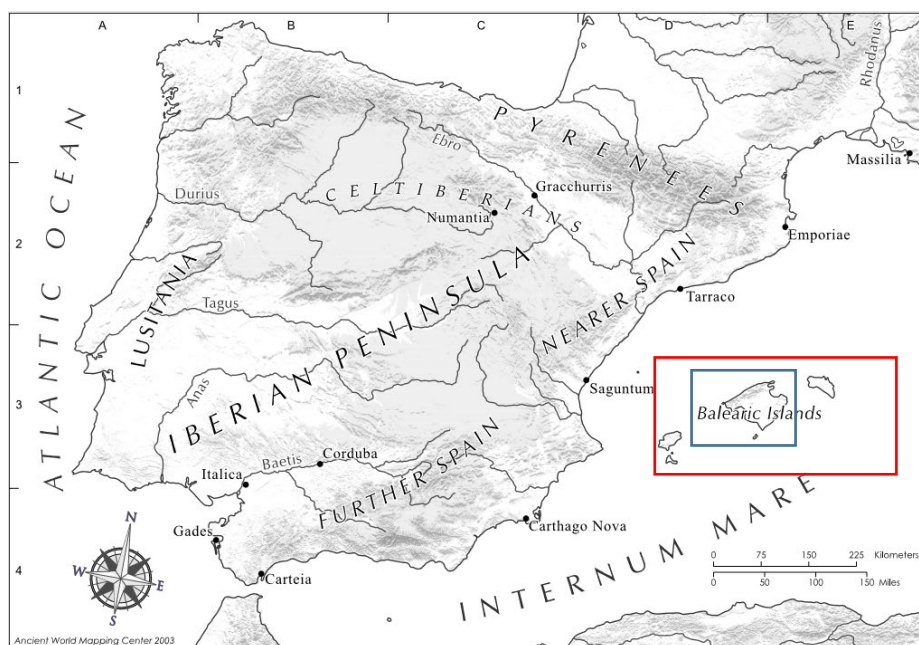 A B C D E
1
2
3
4
ATLANTIC OCEAN
PYRENEES
Rhodanus
Massilia
Ebro
Gracchurris
CELTIBERIANS
Durius
Numantia
Emporiae
LUSITANIA
Tagus
IBERIAN PENINSULA
NEARER SPAIN
Tarraco
Saguntum
Balearic Islands
Anas
Baetis
Corduba
Italica
FURTHER SPAIN
Gades
Carthago Nova
Carteia
INTERNUM MARE
N
W E
S
0 75 150 225 Kilometers
0 50 100 150 Miles
Ancient World Mapping Center 2003